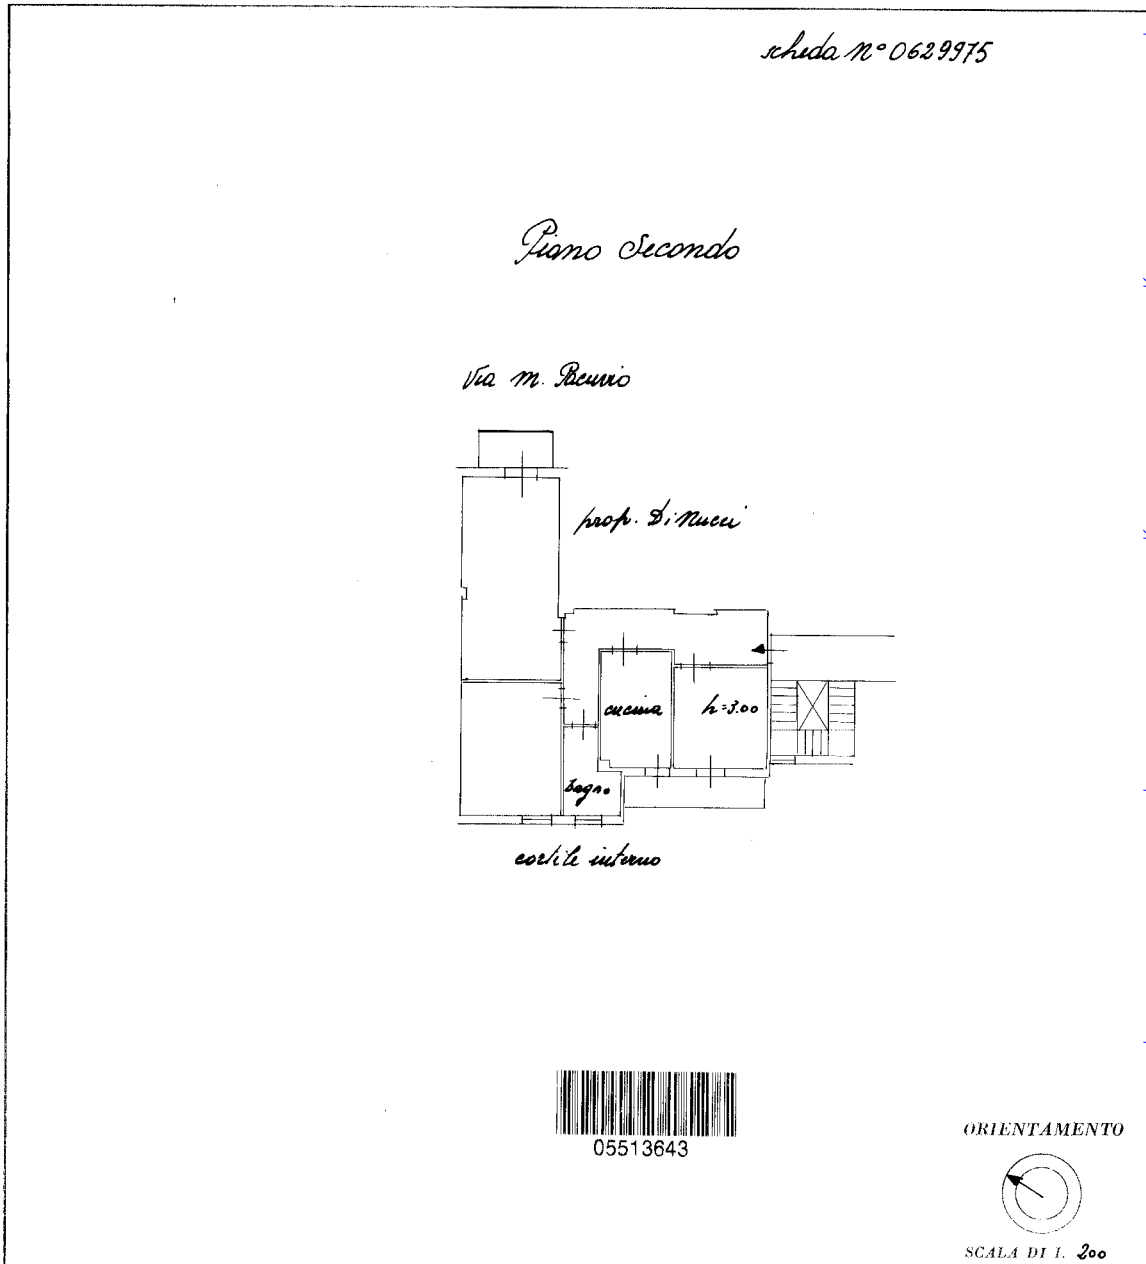 scheda N° 0629975
Piano Secondo
Via M. Pacuvio
prop. Di Nucci
cucina
h=3.00
bagno
cortile interno
05513643
ORIENTAMENTO
SCALA DI 1. 200